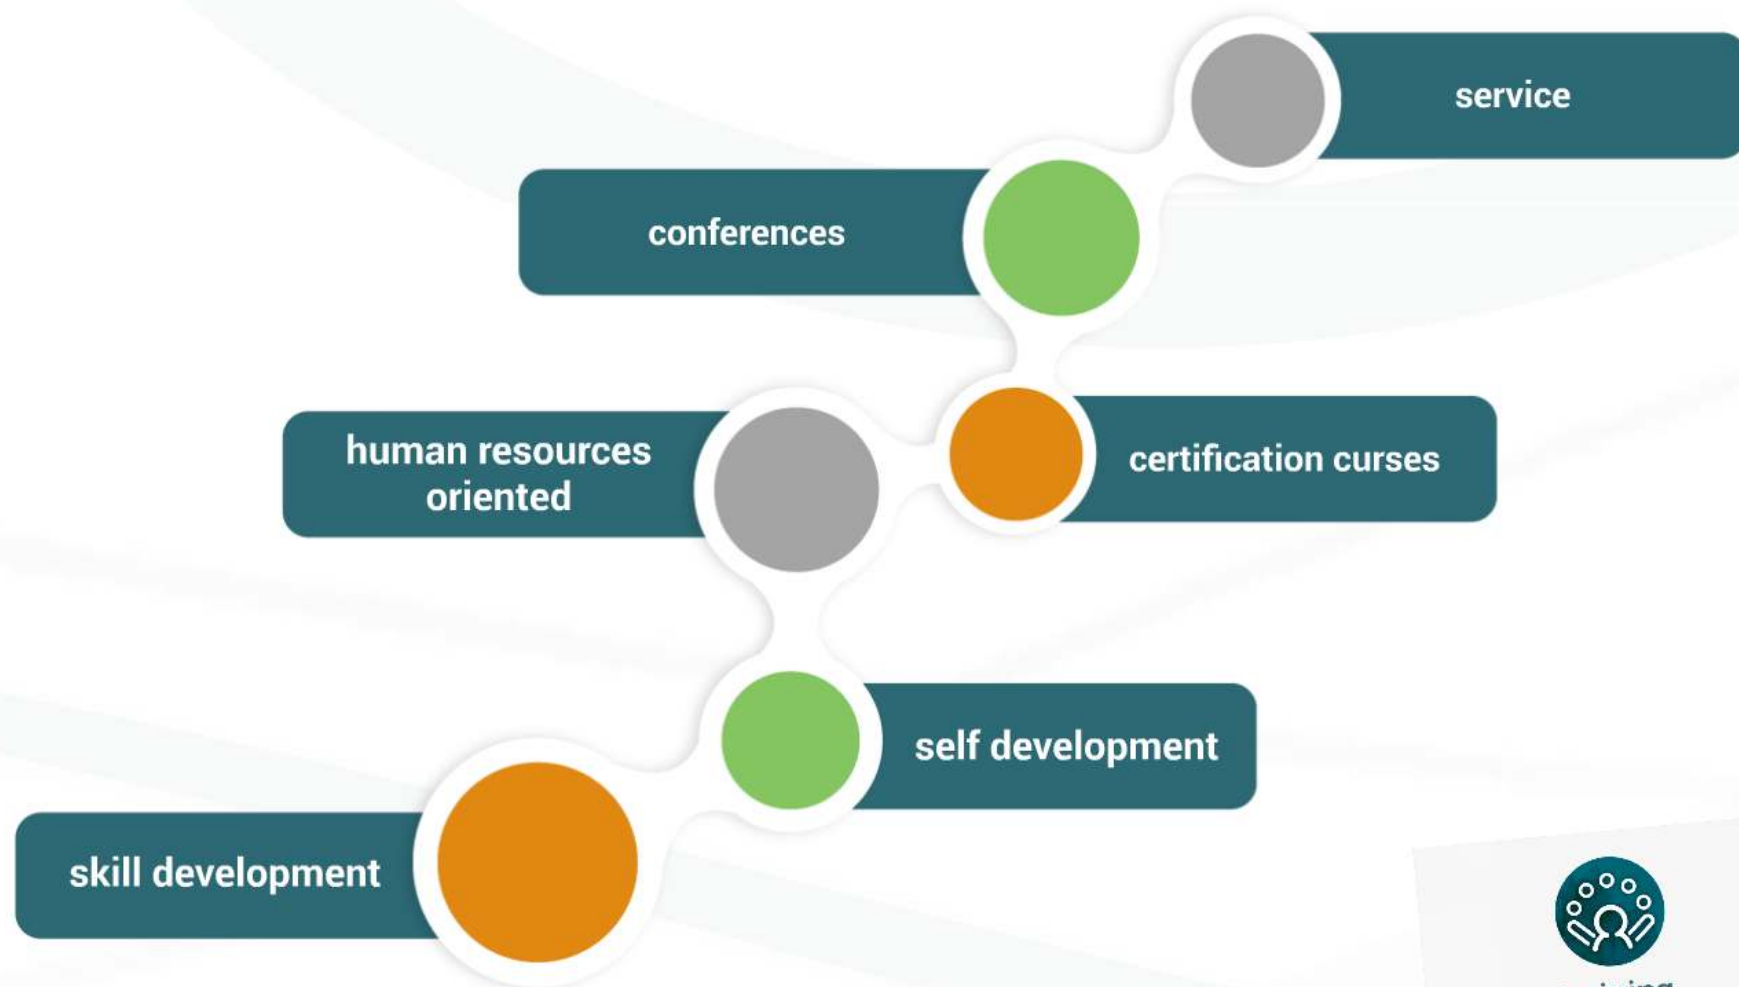 service
conferences
human resources
oriented
certification curses
self development
skill development